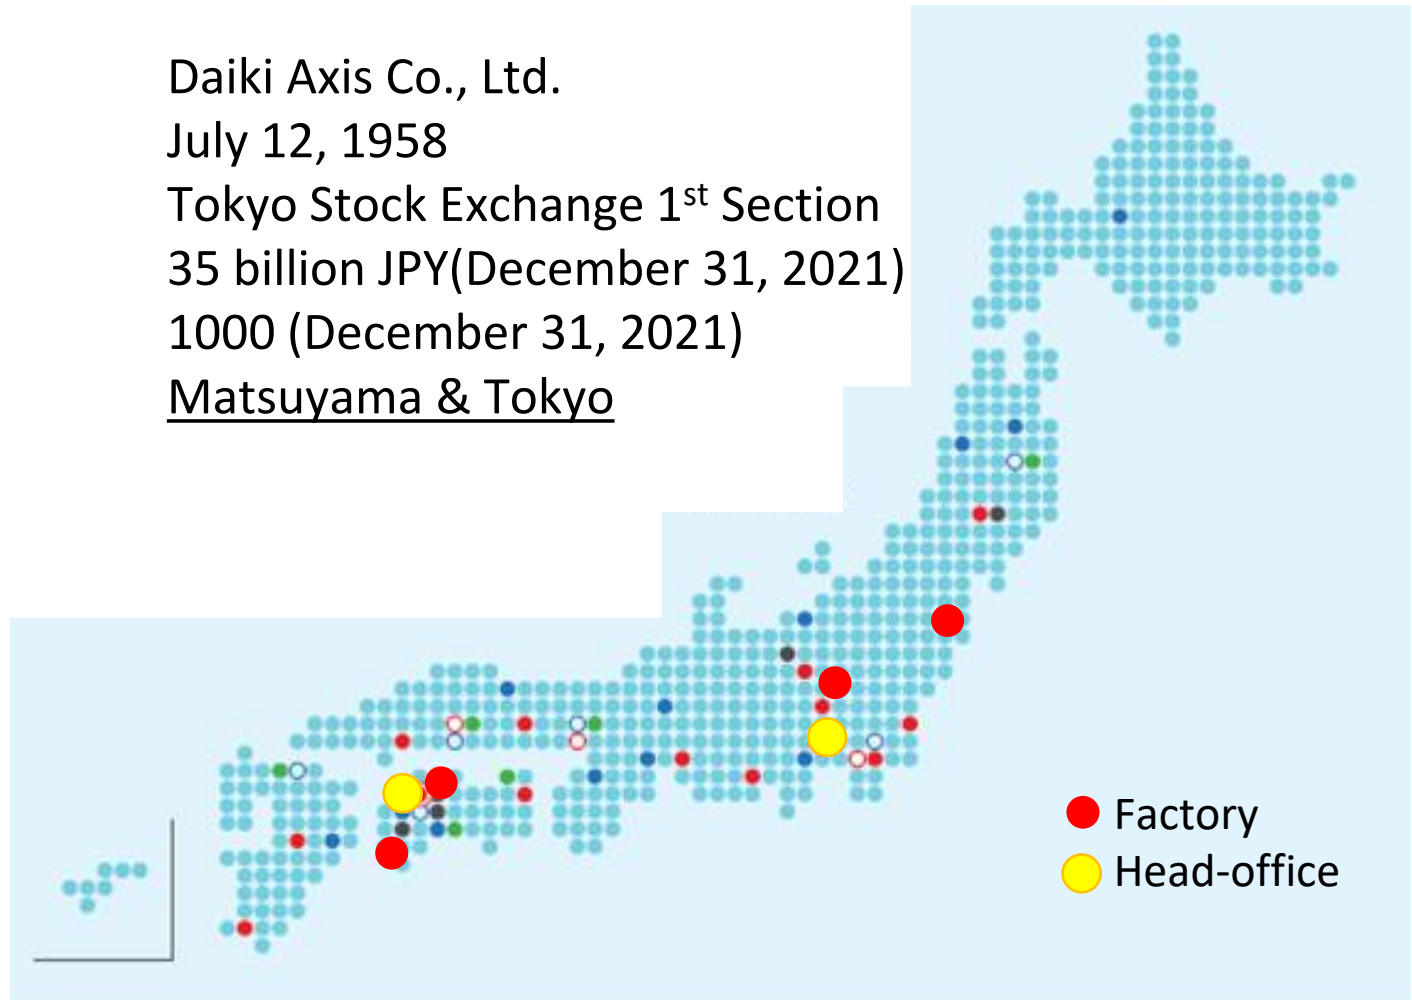 Daiki Axis Co., Ltd.
July 12, 1958
Tokyo Stock Exchange 1st Section
35 billion JPY(December 31, 2021)
1000 (December 31, 2021)
Matsuyama & Tokyo
Factory
Head-office